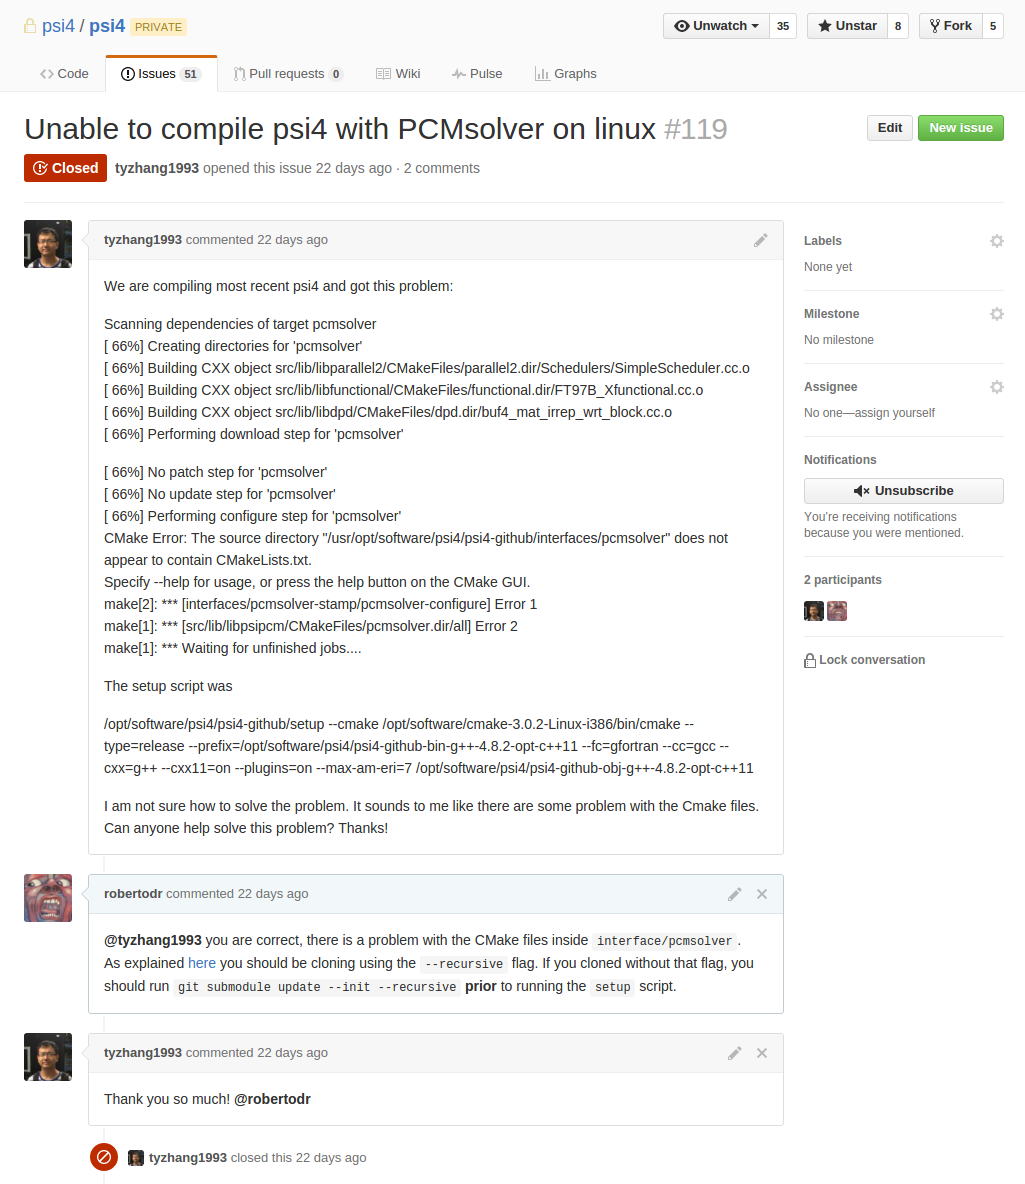 psi4 / psi4 PRIVATE
Unwatch 35
Unstar 8
Fork 5
Code
Issues 51
Pull requests 0
Wiki
Pulse
Graphs
Unable to compile psi4 with PCMsolver on linux #119
Edit
New issue
Closed
tyzhang1993 opened this issue 22 days ago · 2 comments
tyzhang1993 commented 22 days ago
We are compiling most recent psi4 and got this problem:
Scanning dependencies of target pcmsolver
[ 66%] Creating directories for 'pcmsolver'
[ 66%] Building CXX object src/lib/libparallel2/CMakeFiles/parallel2.dir/Schedulers/SimpleScheduler.cc.o
[ 66%] Building CXX object src/lib/libfunctional/CMakeFiles/functional.dir/FT97B_Xfunctional.cc.o
[ 66%] Building CXX object src/lib/libdpd/CMakeFiles/dpd.dir/buf4_mat_irrep_wrt_block.cc.o
[ 66%] Performing download step for 'pcmsolver'
[ 66%] No patch step for 'pcmsolver'
[ 66%] No update step for 'pcmsolver'
[ 66%] Performing configure step for 'pcmsolver'
CMake Error: The source directory "/usr/opt/software/psi4/psi4-github/interfaces/pcmsolver" does not
appear to contain CMakeLists.txt.
Specify --help for usage, or press the help button on the CMake GUI.
make[2]: *** [interfaces/pcmsolver-stamp/pcmsolver-configure] Error 1
make[1]: *** [src/lib/libpsipcm/CMakeFiles/pcmsolver.dir/all] Error 2
make[1]: *** Waiting for unfinished jobs....
The setup script was
/opt/software/psi4/psi4-github/setup --cmake /opt/software/cmake-3.0.2-Linux-i386/bin/cmake --
type=release --prefix=/opt/software/psi4/psi4-github-bin-g++-4.8.2-opt-c++11 --fc=gfortran --cc=gcc --
cxx=g++ --cxx11=on --plugins=on --max-am-eri=7 /opt/software/psi4/psi4-github-obj-g++-4.8.2-opt-c++11
I am not sure how to solve the problem. It sounds to me like there are some problem with the Cmake files.
Can anyone help solve this problem? Thanks!
robertodr commented 22 days ago
@tyzhang1993 you are correct, there is a problem with the CMake files inside interface/pcmsolver.
As explained here you should be cloning using the --recursive flag. If you cloned without that flag, you
should run git submodule update --init --recursive prior to running the setup script.
tyzhang1993 commented 22 days ago
Thank you so much! @robertodr
tyzhang1993 closed this 22 days ago
Labels
None yet
Milestone
No milestone
Assignee
No one—assign yourself
Notifications
Unsubscribe
You're receiving notifications
because you were mentioned.
2 participants
Lock conversation